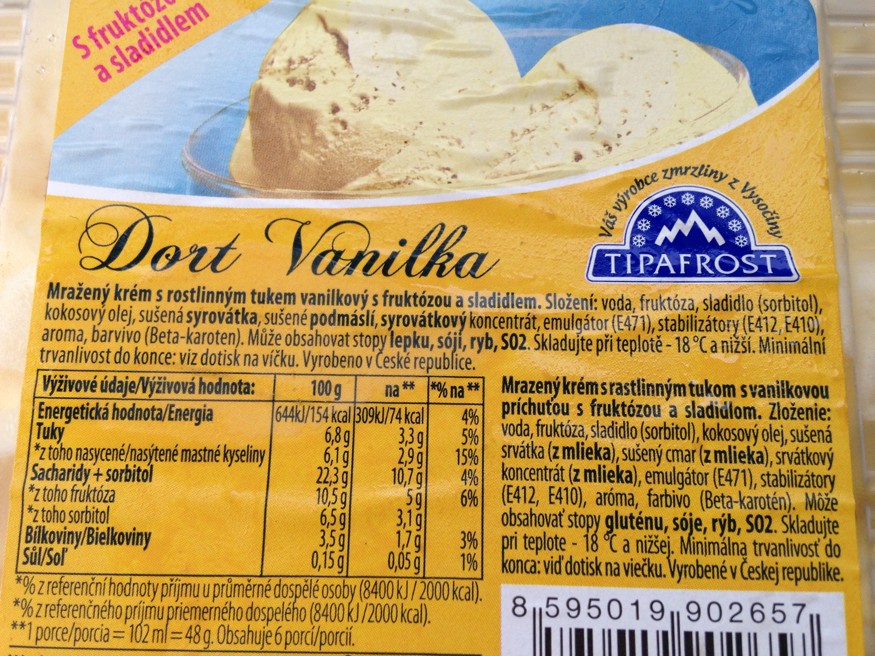 S fruktózou
a sladidlem
Váš výrobce zmrzliny z Vysočiny
TIPAFROST
Dort Vanilka
Mražený krém s rostlinným tukem vanilkový s fruktózou a sladidlem. Složení: voda, fruktóza, sladidlo (sorbitol),
kokosový olej, sušená syrovátka, sušené podmáslí, syrovátkový koncentrát, emulgátor (E471), stabilizátory (E412, E410),
aroma, barvivo (Beta-karoten). Může obsahovat stopy lepku, sójí, ryb, SO2. Skladujte při teplotě - 18 °C a nižší. Minimální
trvanlivost do konce: viz dotisk na víčku. Vyrobeno v České republice.
Výživové údaje/Výživová hodnota: 100 g na ** *% na **
Energetická hodnota/Energia 644kJ/154 kcal 309kJ/74 kcal 4%
Tuky 6,8 g 3,3 g 5%
*z toho nasycené/nasýtené mastné kyseliny 6,1 g 2,9 g 15%
Sacharidy + sorbitol 22,3 g 10,7 g 4%
*z toho fruktóza 10,5 g 5 g 6%
*z toho sorbitol 6,5 g 3,1 g
Bílkoviny/Bielkoviny 3,5 g 1,7 g 3%
Sůl/Soľ 0,15 g 0,05 g 1%
*% z referenční hodnoty příjmu u průměrné dospělé osoby (8400 kJ / 2000 kcal).
*% z referenčného príjmu priemerného dospelého (8400 kJ /2000 kcal).
**1 porce/porcia = 102 ml = 48 g. Obsahuje 6 porcí/porcií.
Mrazený krém s rastlinným tukom s vanilkovou
príchuťou s fruktózou a sladidlom. Zloženie:
voda, fruktóza, sladidlo (sorbitol), kokosový olej, sušená
srvátka (z mlieka), sušený cmar (z mlieka), srvátkový
koncentrát (z mlieka), emulgátor (E471), stabilizátory
(E412, E410), aróma, farbivo (Beta-karotén). Môže
obsahovať stopy gluténu, sóje, rýb, SO2. Skladujte
pri teplote - 18 °C a nižšej. Minimálna trvanlivosť do
konca: viď dotisk na viečku. Vyrobené v Českej republike.
8 595019 902657